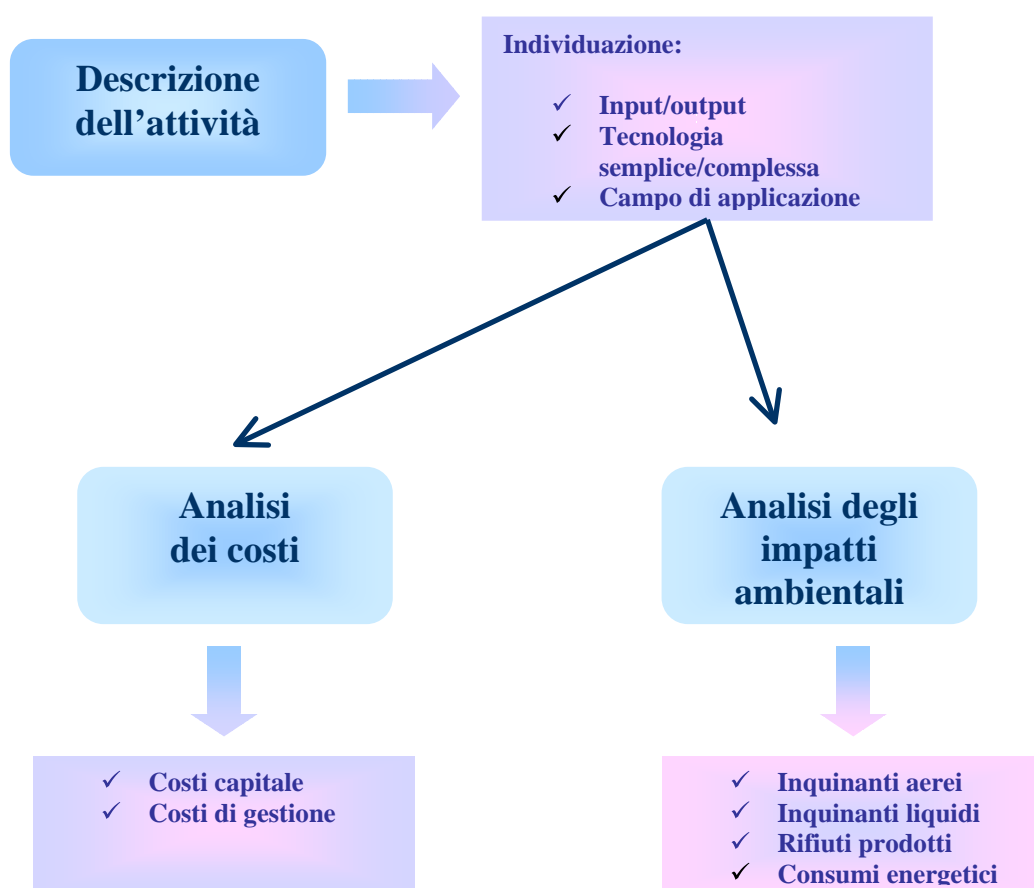 Descrizione
dell’attività
Individuazione:
✓ Input/output
✓ Tecnologia
semplice/complessa
✓ Campo di applicazione
Analisi
dei costi
Analisi degli
impatti
ambientali
✓ Costi capitale
✓ Costi di gestione
✓ Inquinanti aerei
✓ Inquinanti liquidi
✓ Rifiuti prodotti
✓ Consumi energetici